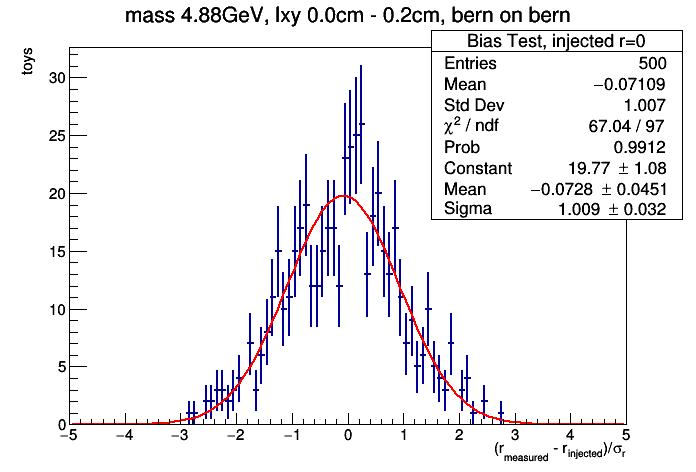 mass 4.88GeV, lxy 0.0cm - 0.2cm, bern on bern
Bias Test, injected r=0
Entries 500
Mean −0.07109
Std Dev 1.007
χ² / ndf 67.04 / 97
Prob 0.9912
Constant 19.77 ± 1.08
Mean −0.0728 ± 0.0451
Sigma 1.009 ± 0.032
toys
30
25
20
15
10
5
0
−5 −4 −3 −2 −1 0 1 2 3 4 5
(r_measured - r_injected)/σ_r